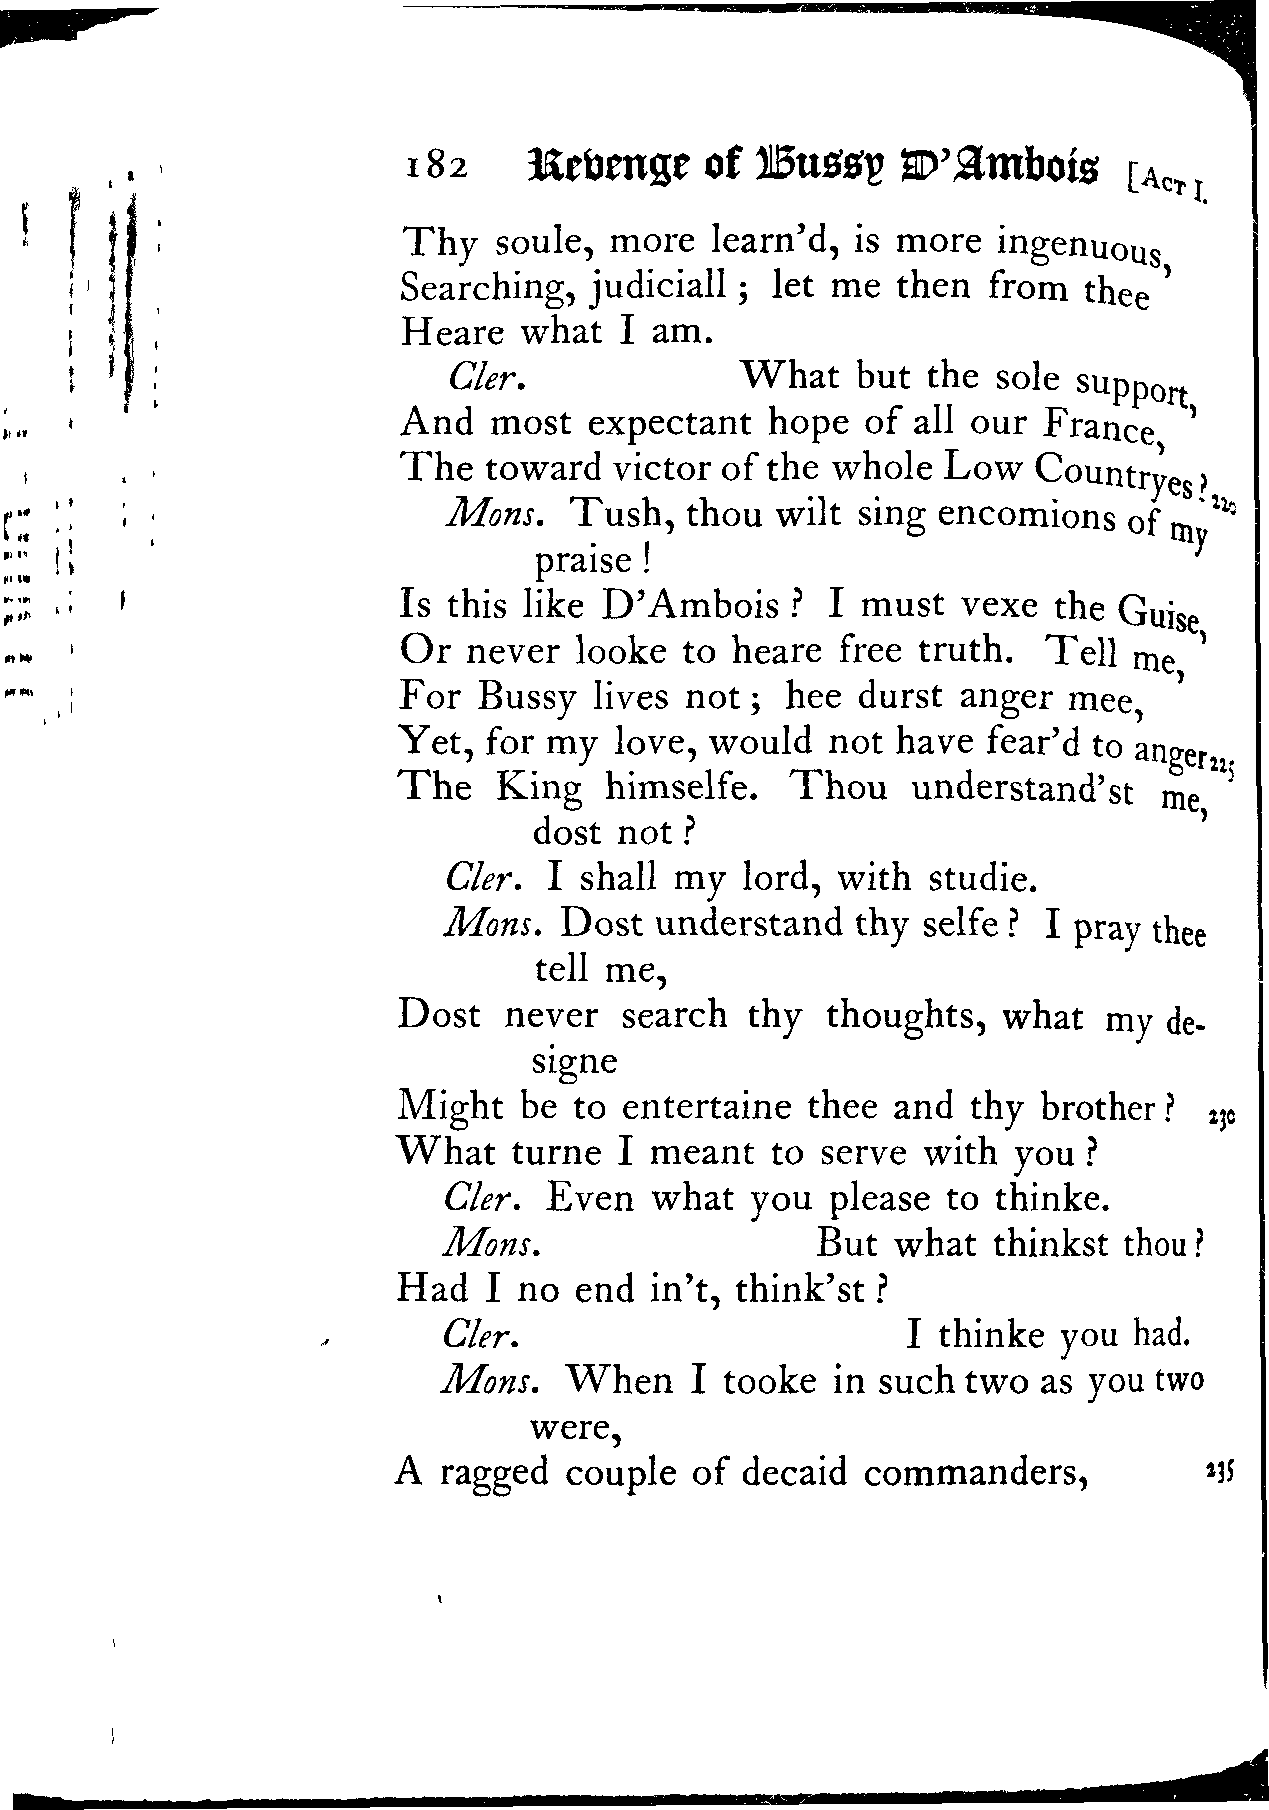 182 Revenge of Bussy D'Ambois [ACT I.
Thy soule, more learn'd, is more ingenuous,
Searching, judiciall ; let me then from thee
Heare what I am.
Cler. What but the sole support,
And most expectant hope of all our France,
The toward victor of the whole Low Countryes? 220
Mons. Tush, thou wilt sing encomions of my
praise !
Is this like D'Ambois ? I must vexe the Guise,
Or never looke to heare free truth. Tell me,
For Bussy lives not ; hee durst anger mee,
Yet, for my love, would not have fear'd to anger 225
The King himselfe. Thou understand'st me,
dost not ?
Cler. I shall my lord, with studie.
Mons. Dost understand thy selfe ? I pray thee
tell me,
Dost never search thy thoughts, what my de-
signe
Might be to entertaine thee and thy brother ? 230
What turne I meant to serve with you ?
Cler. Even what you please to thinke.
Mons. But what thinkst thou ?
Had I no end in't, think'st ?
Cler. I thinke you had.
Mons. When I tooke in such two as you two
were,
A ragged couple of decaid commanders, 235